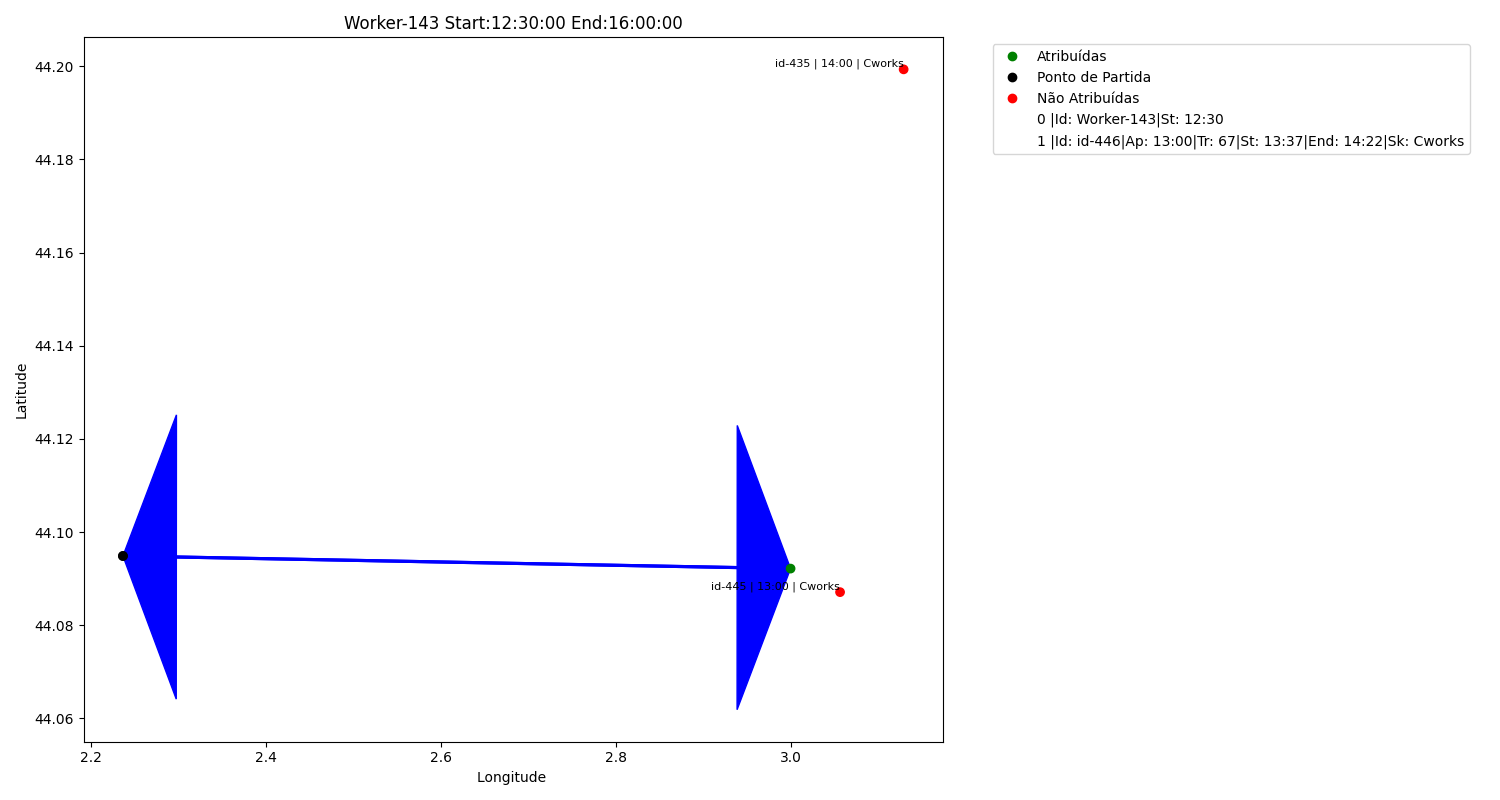 Worker-143 Start:12:30:00 End:16:00:00
44.20
44.18
44.16
44.14
44.12
44.10
44.08
44.06
Latitude
id-435 | 14:00 | Cworks
| Cworks
2.2 2.4 2.6 2.8 3.0
Longitude
Atribuídas
Ponto de Partida
Não Atribuídas
0 |Id: Worker-143|St: 12:30
1 |Id: id-446|Ap: 13:00|Tr: 67|St: 13:37|End: 14:22|Sk: Cworks